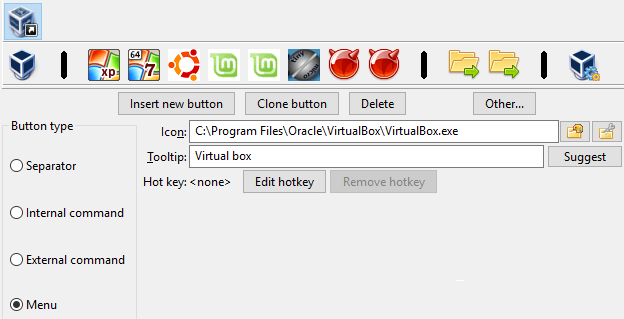 xp
64
7
Insert new button Clone button Delete Other...
Button type
Icon: C:\Program Files\Oracle\VirtualBox\VirtualBox.exe
Tooltip: Virtual box Suggest
Separator
Hot key: <none> Edit hotkey Remove hotkey
Internal command
External command
Menu